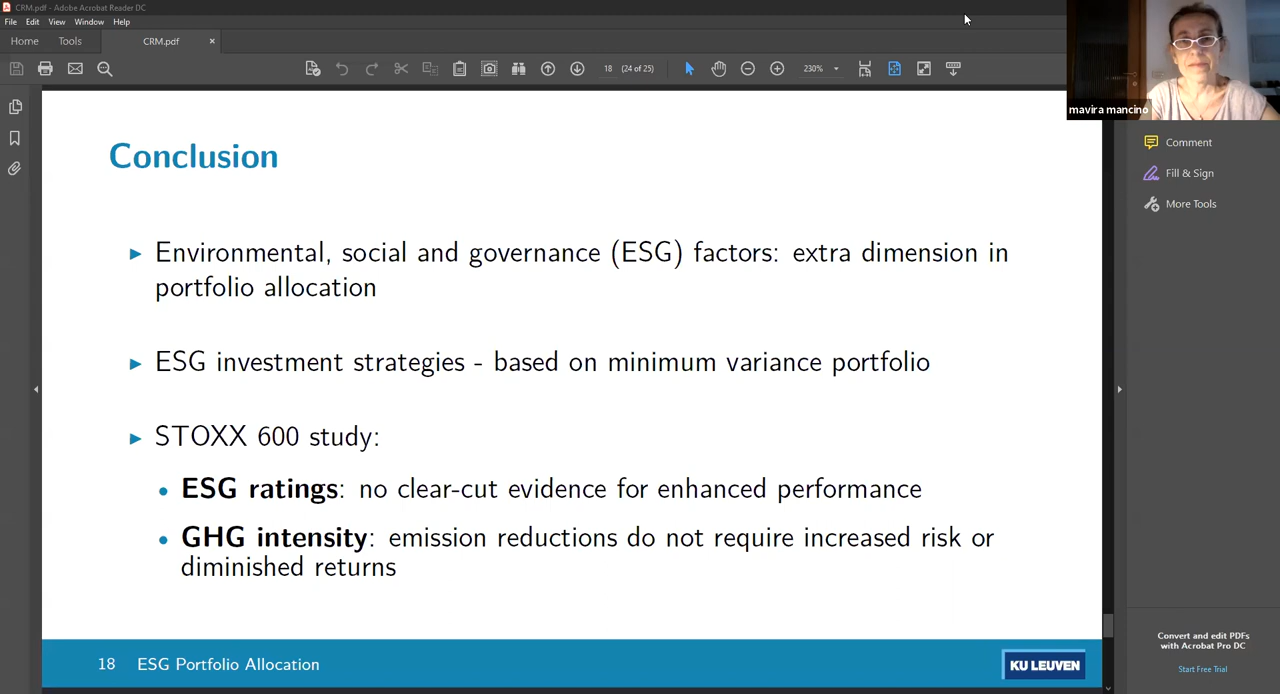 CRM.pdf - Adobe Acrobat Reader DC
File Edit View Window Help
Home Tools CRM.pdf ×
18 (24 of 25) 230%
mavira mancino
Comment
Fill & Sign
More Tools
Conclusion
Environmental, social and governance (ESG) factors: extra dimension in
portfolio allocation
ESG investment strategies - based on minimum variance portfolio
STOXX 600 study:
ESG ratings: no clear-cut evidence for enhanced performance
GHG intensity: emission reductions do not require increased risk or
diminished returns
18 ESG Portfolio Allocation
KU LEUVEN
Convert and edit PDFs
with Acrobat Pro DC
Start Free Trial